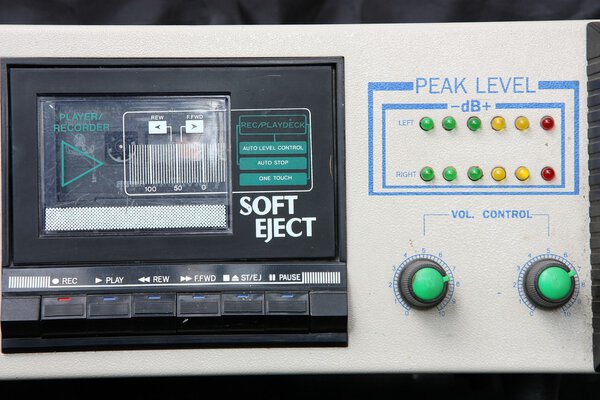 PLAYER/
RECORDER
REW F.FWD
100 50 0
REC/PLAYDECK
AUTO LEVEL CONTROL
AUTO STOP
ONE TOUCH
SOFT
EJECT
REC PLAY REW F.FWD ST/EJ PAUSE
PEAK LEVEL
-dB+
LEFT
RIGHT
VOL. CONTROL